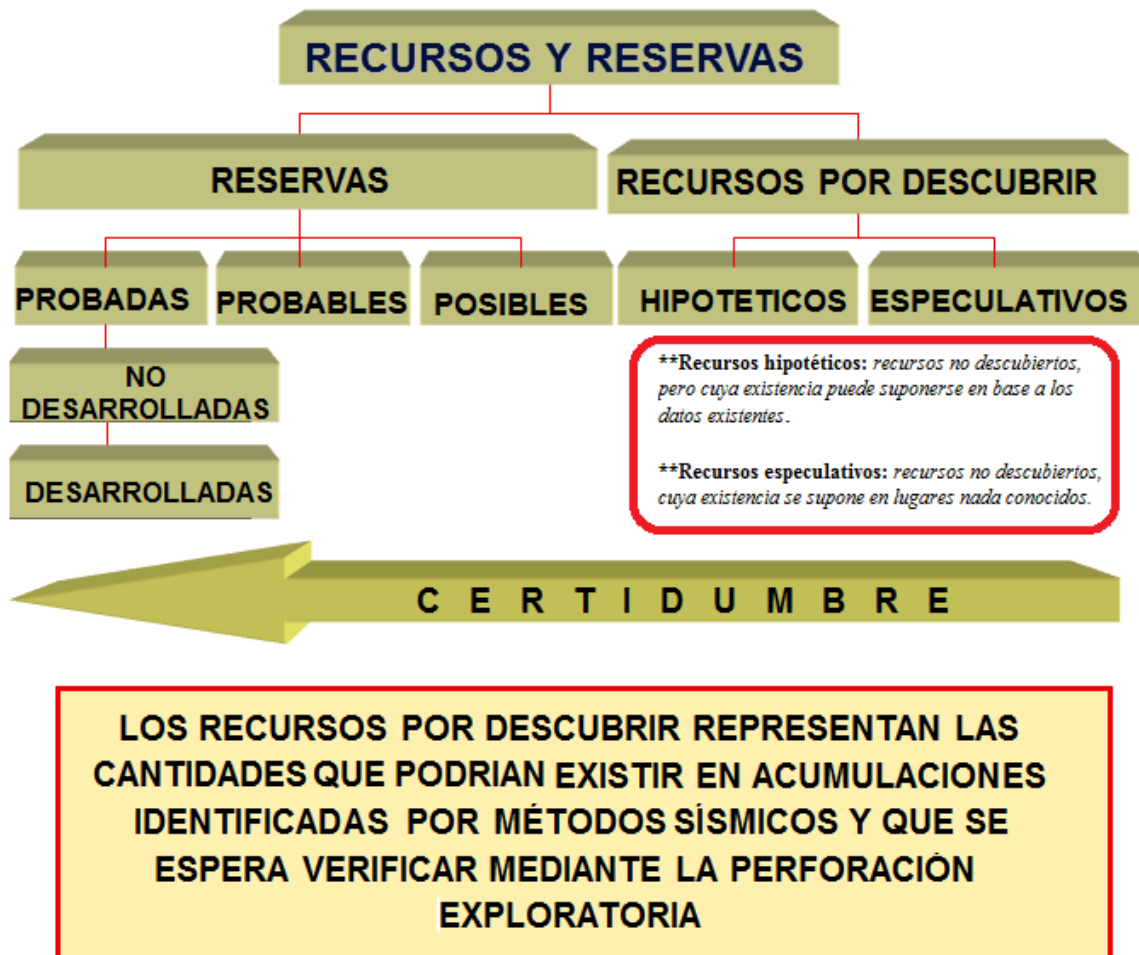 RECURSOS Y RESERVAS
RESERVAS
RECURSOS POR DESCUBRIR
PROBADAS
PROBABLES
POSIBLES
HIPOTETICOS
ESPECULATIVOS
NO
DESARROLLADAS
DESARROLLADAS
**Recursos hipotéticos: recursos no descubiertos,
pero cuya existencia puede suponerse en base a los
datos existentes.
**Recursos especulativos: recursos no descubiertos,
cuya existencia se supone en lugares nada conocidos.
C E R T I D U M B R E
LOS RECURSOS POR DESCUBRIR REPRESENTAN LAS
CANTIDADES QUE PODRIAN EXISTIR EN ACUMULACIONES
IDENTIFICADAS POR MÉTODOS SÍSMICOS Y QUE SE
ESPERA VERIFICAR MEDIANTE LA PERFORACIÓN
EXPLORATORIA